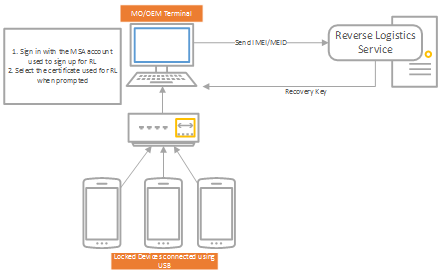 MO/OEM Terminal
1. Sign in with the MSA account
used to sign up for RL
2. Select the certificate used for RL
when prompted
Send IMEI/MEID
Reverse Logistics
Service
Recovery Key
Locked Devices connected using
USB